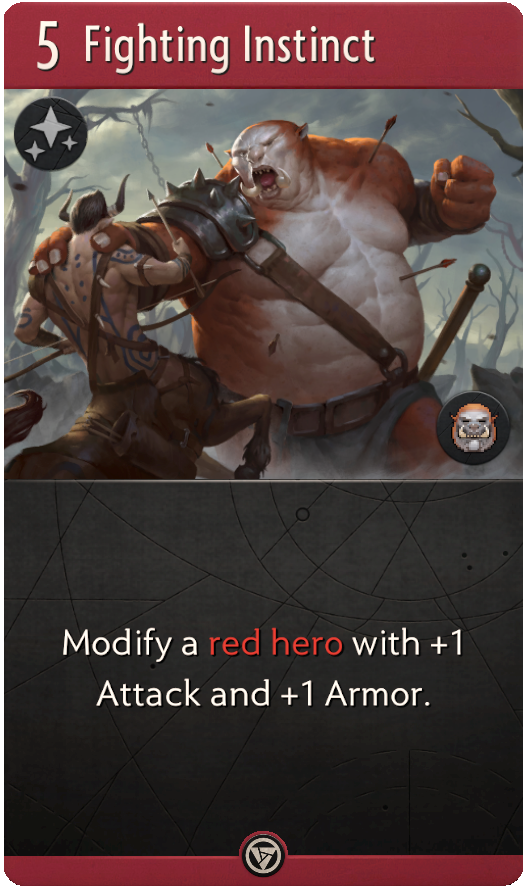 5 Fighting Instinct
Modify a red hero with +1
Attack and +1 Armor.